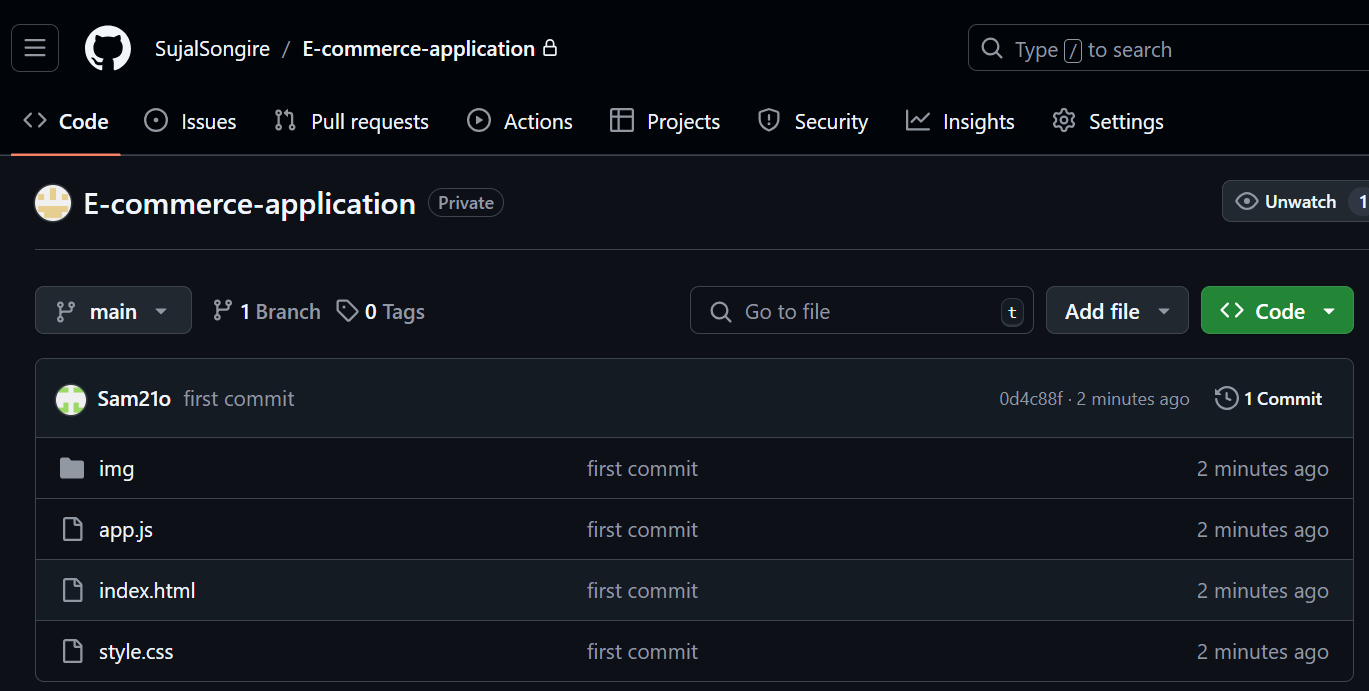 SujalSongire / E-commerce-application Type / to search
Code Issues Pull requests Actions Projects Security Insights Settings
E-commerce-application Private Unwatch 1
main 1 Branch 0 Tags Go to file t Add file Code
Sam21o first commit 0d4c88f · 2 minutes ago 1 Commit
img first commit 2 minutes ago
app.js first commit 2 minutes ago
index.html first commit 2 minutes ago
style.css first commit 2 minutes ago